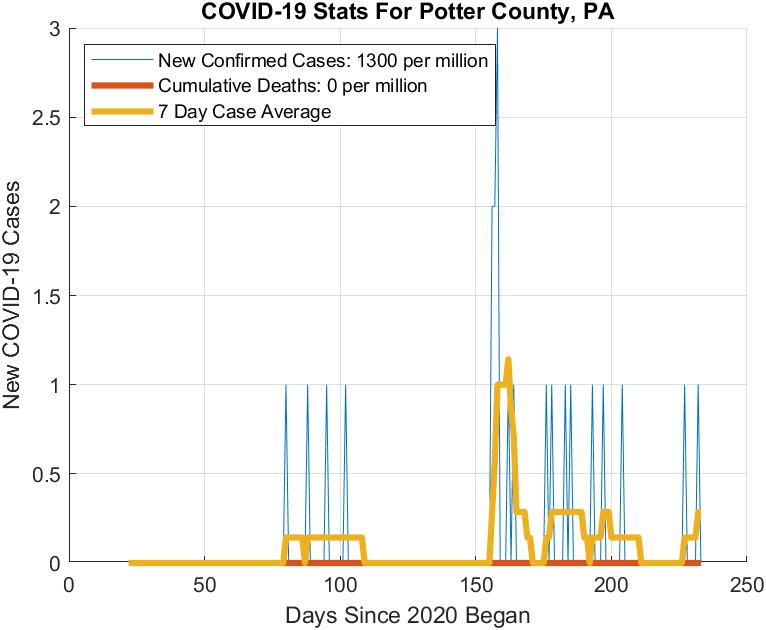 COVID-19 Stats For Potter County, PA
3
New Confirmed Cases: 1300 per million
Cumulative Deaths: 0 per million
7 Day Case Average
2.5
2
1.5
1
0.5
0
New COVID-19 Cases
0 50 100 150 200 250
Days Since 2020 Began